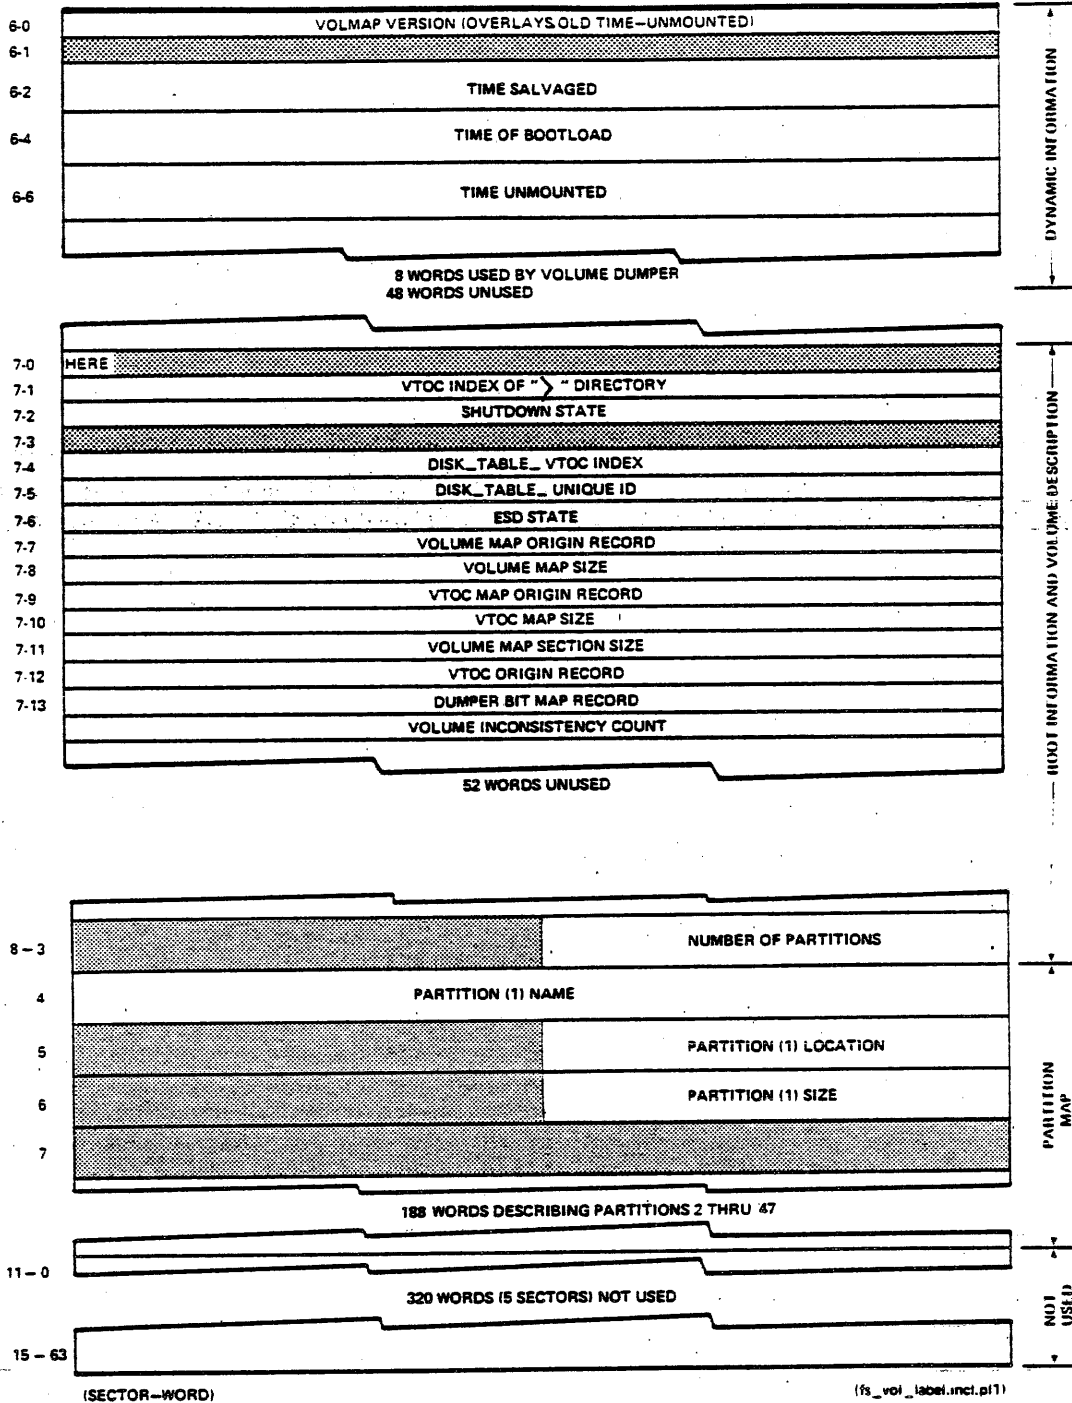 6-0 VOLMAP VERSION (OVERLAYS OLD TIME-UNMOUNTED)
6-1
6-2 TIME SALVAGED
6-4 TIME OF BOOTLOAD
6-6 TIME UNMOUNTED
DYNAMIC INFORMATION
8 WORDS USED BY VOLUME DUMPER
48 WORDS UNUSED
7-0 HERE
7-1 VTOC INDEX OF "> " DIRECTORY
7-2 SHUTDOWN STATE
7-3
7-4 DISK_TABLE_ VTOC INDEX
7-5 DISK_TABLE_ UNIQUE ID
7-6 ESD STATE
7-7 VOLUME MAP ORIGIN RECORD
7-8 VOLUME MAP SIZE
7-9 VTOC MAP ORIGIN RECORD
7-10 VTOC MAP SIZE
7-11 VOLUME MAP SECTION SIZE
7-12 VTOC ORIGIN RECORD
7-13 DUMPER BIT MAP RECORD
VOLUME INCONSISTENCY COUNT
52 WORDS UNUSED
ROOT INFORMATION AND VOLUME DESCRIPTION
8-3 NUMBER OF PARTITIONS
4 PARTITION (1) NAME
5 PARTITION (1) LOCATION
6 PARTITION (1) SIZE
7
PARTITION
MAP
188 WORDS DESCRIBING PARTITIONS 2 THRU 47
11-0
320 WORDS (5 SECTORS) NOT USED
NOT
USED
15-63
(SECTOR-WORD)
(fs_vol_label.incl.pl1)